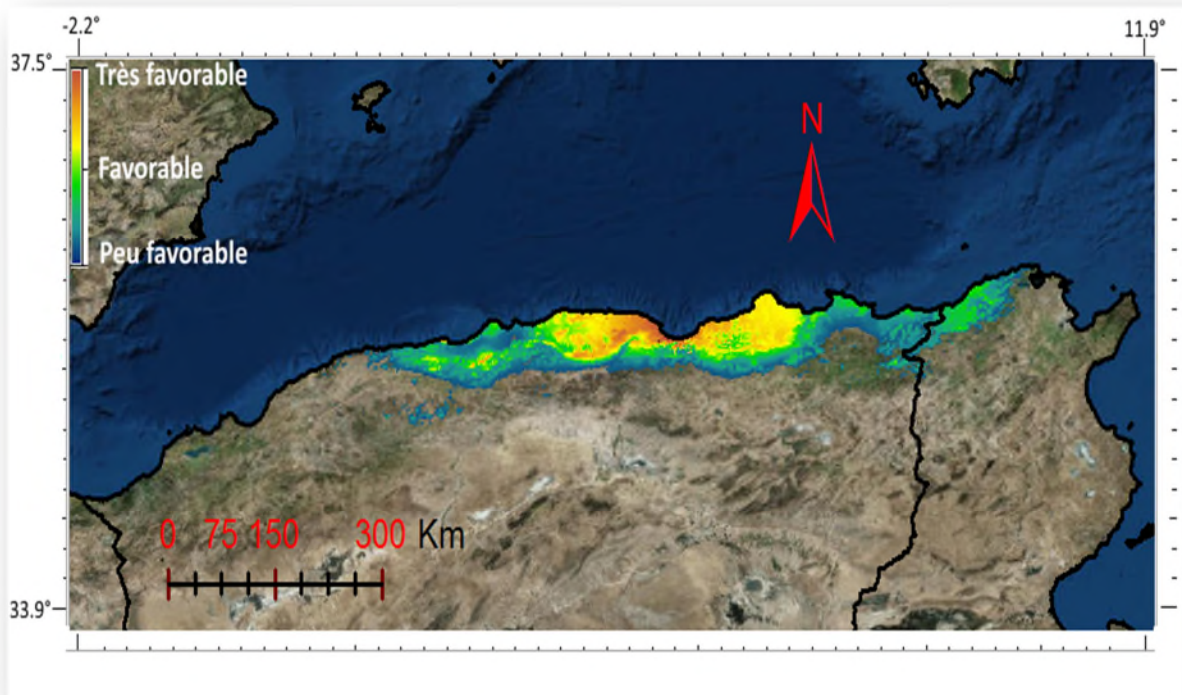 -2.2°
11.9°
37.5°
Très favorable
Favorable
Peu favorable
N
0 75 150 300 Km
33.9°